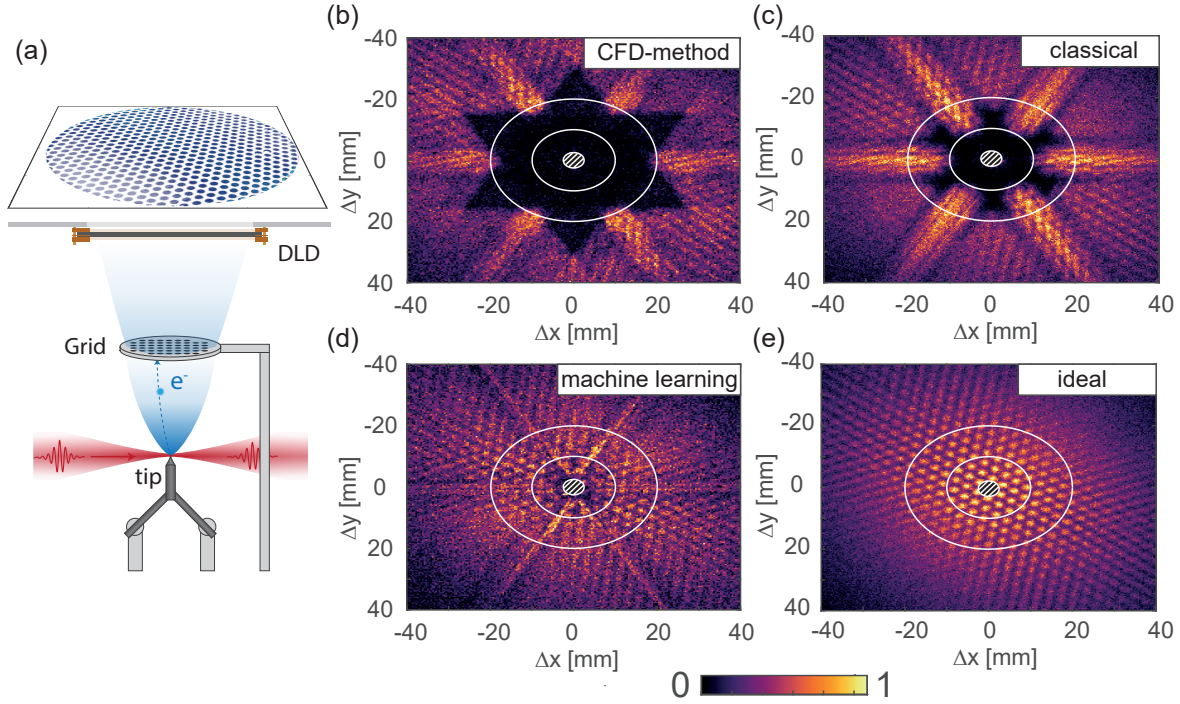 (a)
DLD
Grid
e-
tip
(b)
CFD-method
-40
-20
0
20
40
Δy [mm]
-40 -20 0 20 40
Δx [mm]
(c)
classical
-40
-20
0
20
40
Δy [mm]
-40 -20 0 20 40
Δx [mm]
(d)
machine learning
-40
-20
0
20
40
Δy [mm]
-40 -20 0 20 40
Δx [mm]
(e)
ideal
-40
-20
0
20
40
Δy [mm]
-40 -20 0 20 40
Δx [mm]
0 1